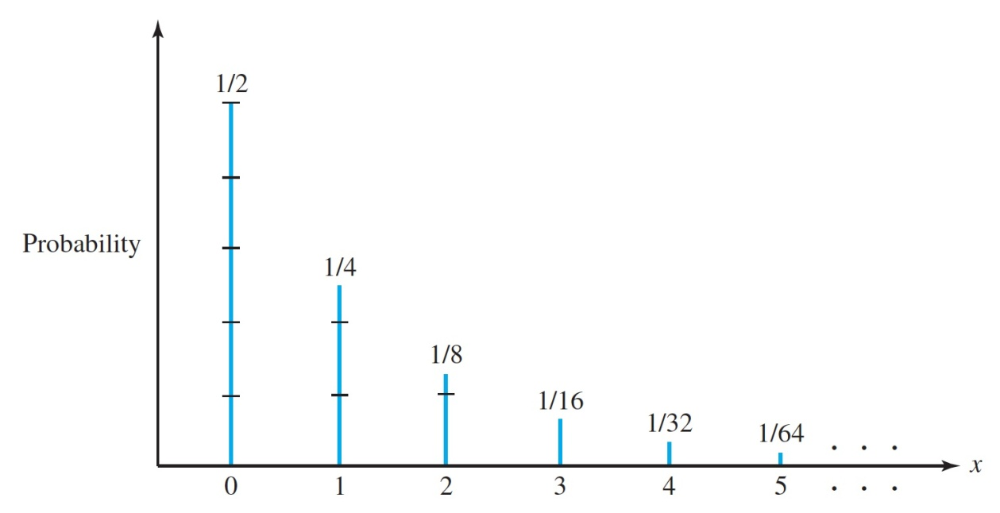 1/2
Probability
1/4
1/8
1/16
1/32
1/64 . . .
x
0 1 2 3 4 5 . . .